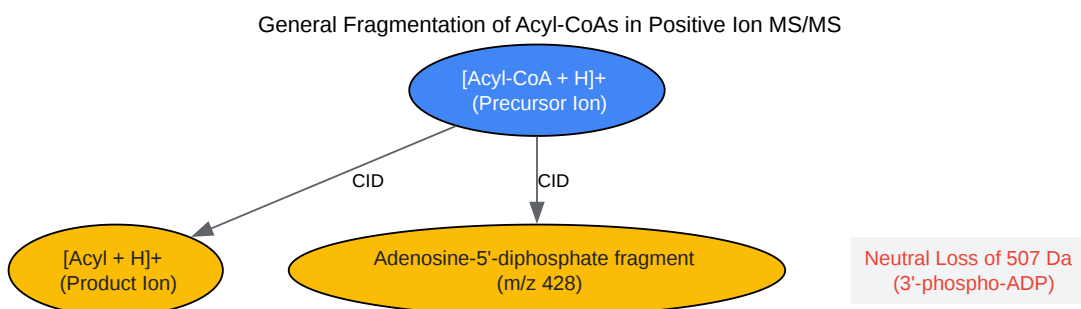 General Fragmentation of Acyl-CoAs in Positive Ion MS/MS
[Acyl-CoA + H]+
(Precursor Ion)
CID
CID
[Acyl + H]+
(Product Ion)
Adenosine-5'-diphosphate fragment
(m/z 428)
Neutral Loss of 507 Da
(3'-phospho-ADP)